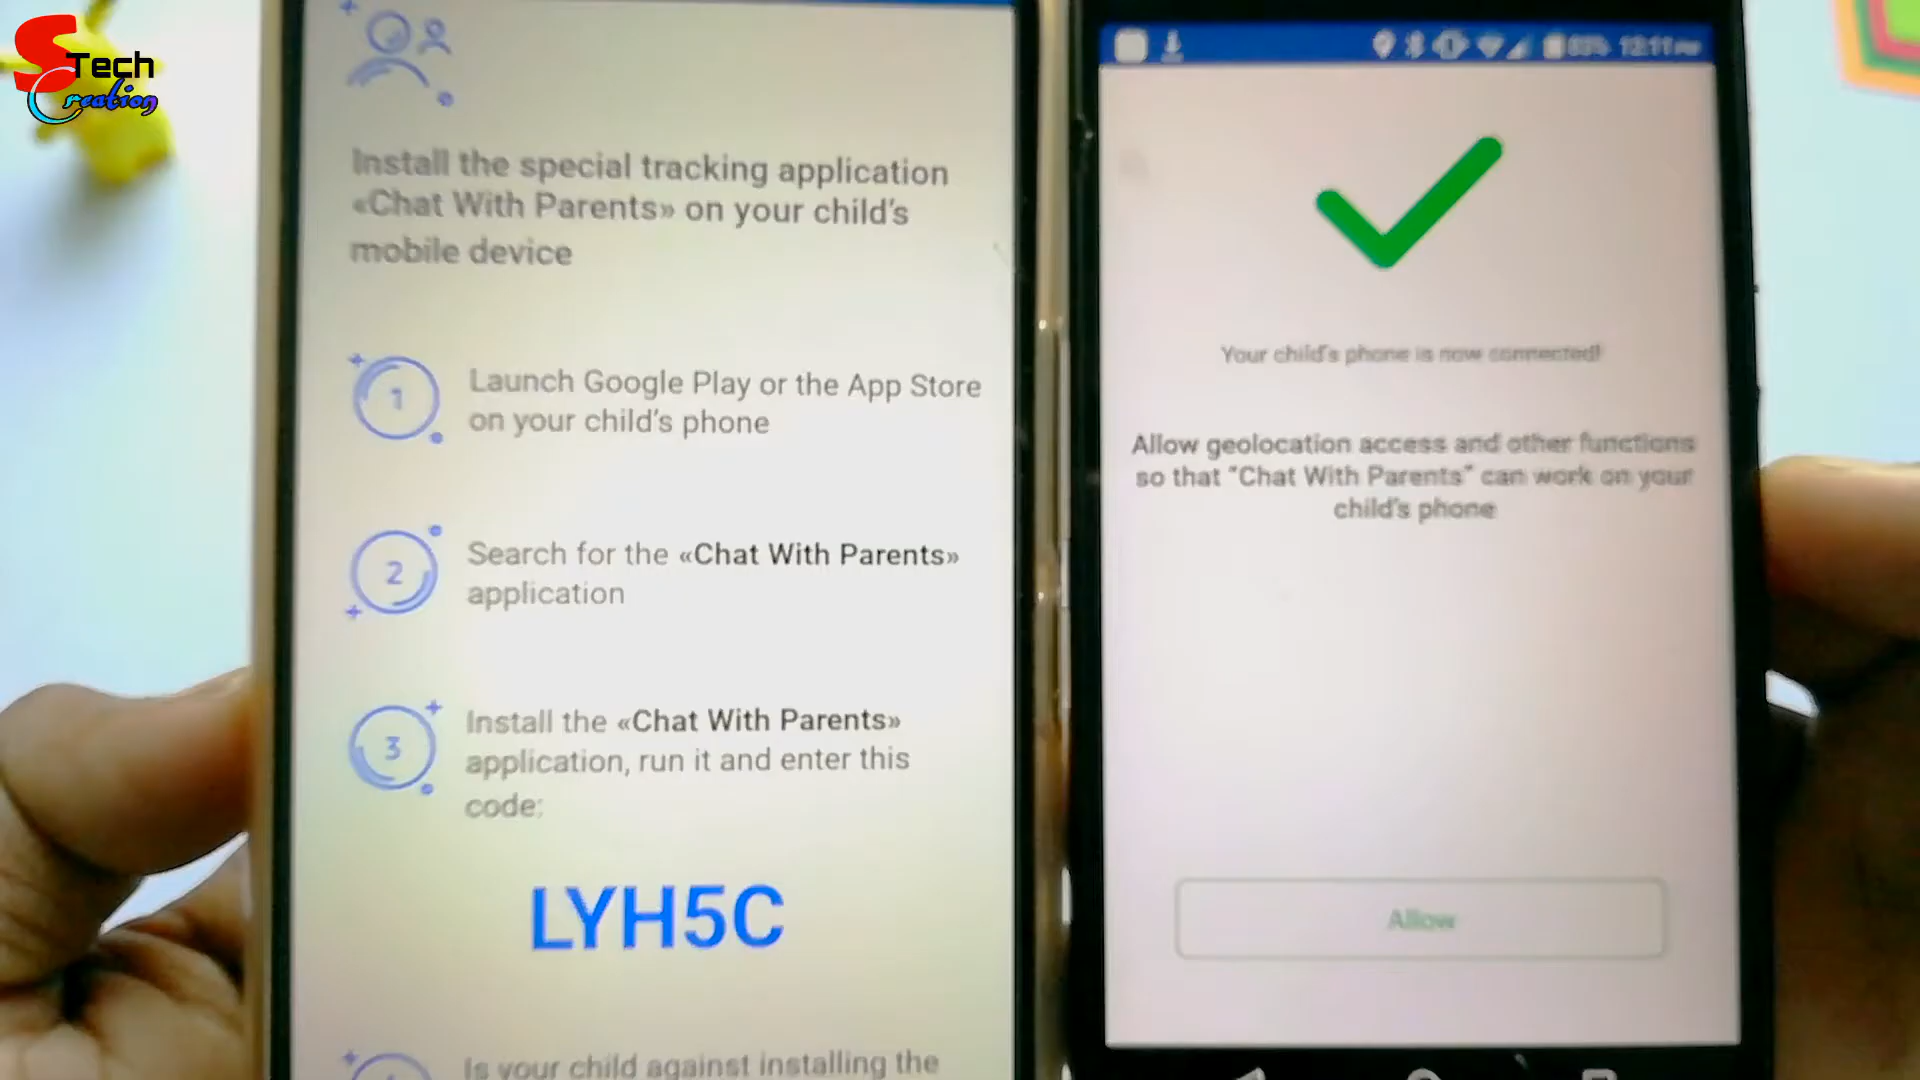 S Tech
Creation
Install the special tracking application
«Chat With Parents» on your child's
mobile device
1
Launch Google Play or the App Store
on your child's phone
2
Search for the «Chat With Parents»
application
3
Install the «Chat With Parents»
application, run it and enter this
code:
LYH5C
Is your child against installing the
12:11 PM
Your child's phone is now connected!
Allow geolocation access and other functions
so that "Chat With Parents" can work on your
child's phone
Allow